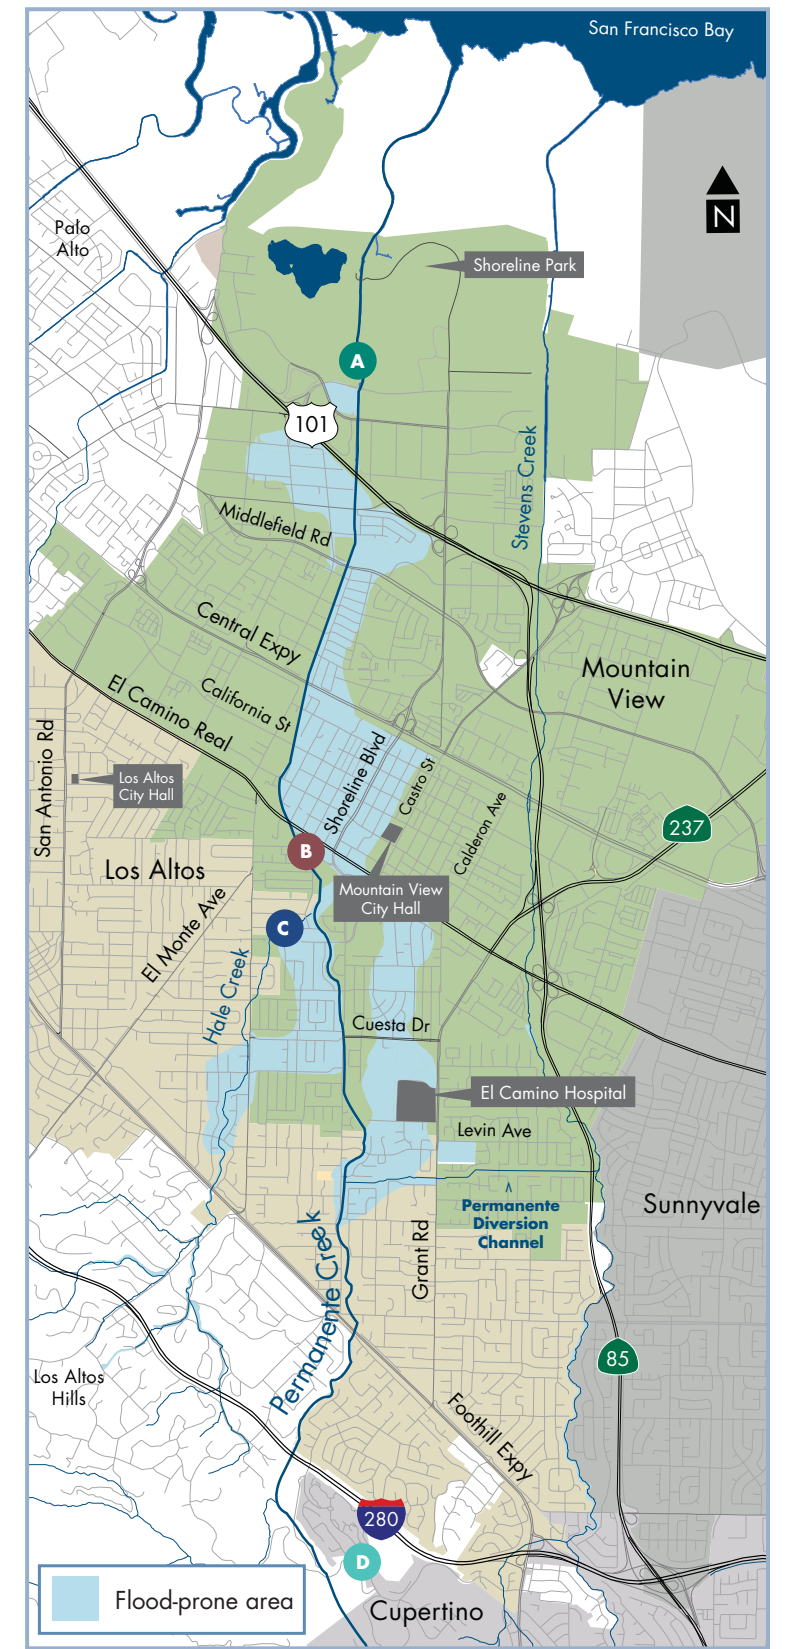 San Francisco Bay
N
Palo
Alto
Shoreline Park
A
101
Stevens Creek
Middlefield Rd
Central Expy
Mountain
View
California St
El Camino Real
San Antonio Rd
Los Altos
City Hall
Shoreline Blvd
Castro St
Calderon Ave
237
B
Los Altos
Mountain View
City Hall
El Monte Ave
C
Hale Creek
Cuesta Dr
El Camino Hospital
Levin Ave
Permanente
Diversion
Channel
Sunnyvale
Permanente Creek
Grant Rd
85
Los Altos
Hills
Foothill Expy
280
D
Flood-prone area
Cupertino